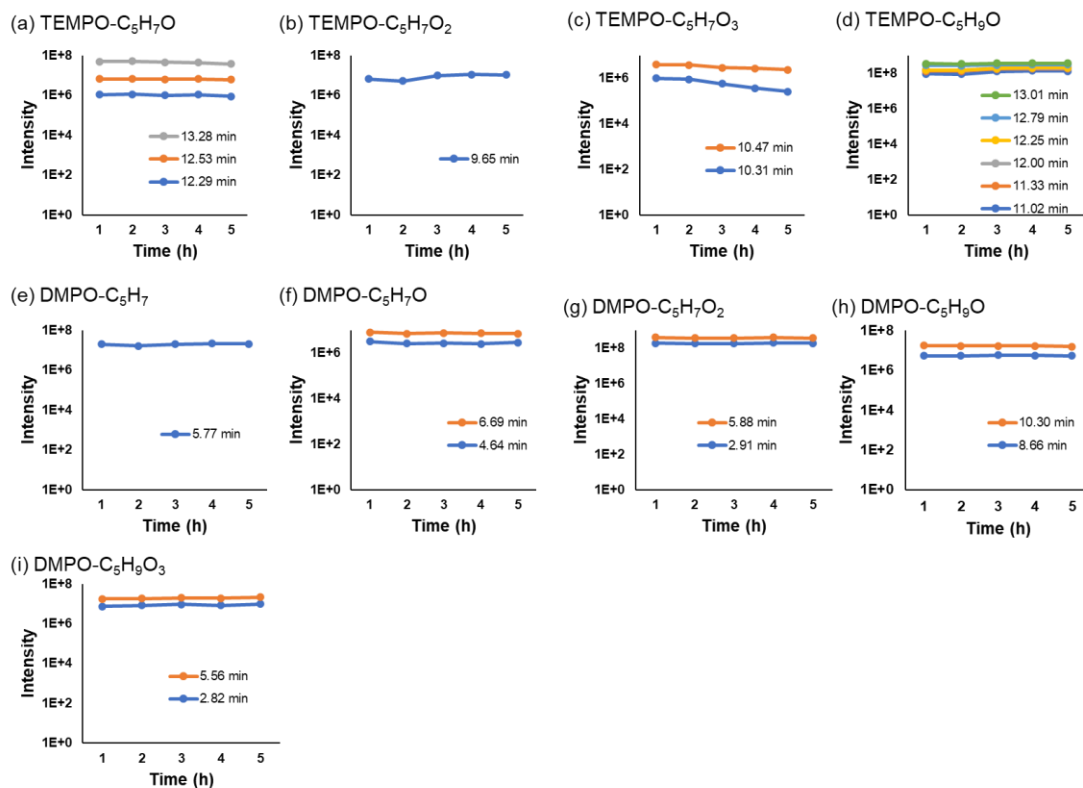 (a) TEMPO-C₅H₇O
Intensity
1E+8
1E+6
1E+4
1E+2
1E+0
13.28 min
12.53 min
12.29 min
1 2 3 4 5
Time (h)
(b) TEMPO-C₅H₇O₂
Intensity
1E+8
1E+6
1E+4
1E+2
1E+0
9.65 min
1 2 3 4 5
Time (h)
(c) TEMPO-C₅H₇O₃
Intensity
1E+6
1E+4
1E+2
1E+0
10.47 min
10.31 min
1 2 3 4 5
Time (h)
(d) TEMPO-C₅H₉O
Intensity
1E+8
1E+6
1E+4
1E+2
1E+0
13.01 min
12.79 min
12.25 min
12.00 min
11.33 min
11.02 min
1 2 3 4 5
Time (h)
(e) DMPO-C₅H₇
Intensity
1E+8
1E+6
1E+4
1E+2
1E+0
5.77 min
1 2 3 4 5
Time (h)
(f) DMPO-C₅H₇O
Intensity
1E+6
1E+4
1E+2
1E+0
6.69 min
4.64 min
1 2 3 4 5
Time (h)
(g) DMPO-C₅H₇O₂
Intensity
1E+8
1E+6
1E+4
1E+2
1E+0
5.88 min
2.91 min
1 2 3 4 5
Time (h)
(h) DMPO-C₅H₉O
Intensity
1E+8
1E+6
1E+4
1E+2
1E+0
10.30 min
8.66 min
1 2 3 4 5
Time (h)
(i) DMPO-C₅H₉O₃
Intensity
1E+8
1E+6
1E+4
1E+2
1E+0
5.56 min
2.82 min
1 2 3 4 5
Time (h)